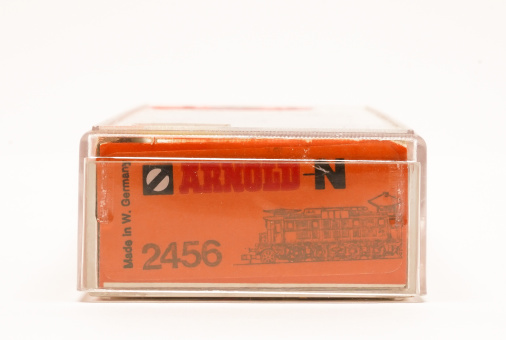 ARNOLD-N
Made in W. Germany
2456